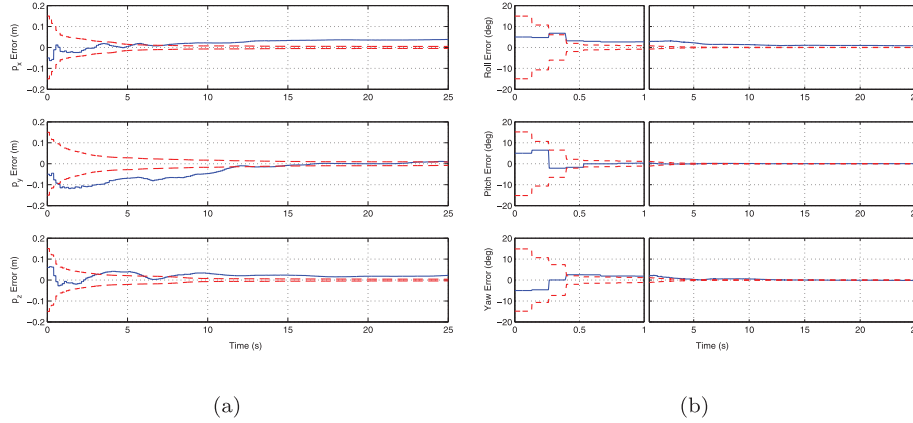 0.2
0.1
0
−0.1
−0.2
p_x Error (m)
0 5 10 15 20 25
0.2
0.1
0
−0.1
−0.2
p_y Error (m)
0 5 10 15 20 25
0.2
0.1
0
−0.1
−0.2
p_z Error (m)
0 5 10 15 20 25
Time (s)
(a)
20
10
0
−10
−20
Roll Error (deg)
0 0.5 1 5 10 15 20 25
20
10
0
−10
−20
Pitch Error (deg)
0 0.5 1 5 10 15 20 25
20
10
0
−10
−20
Yaw Error (deg)
0 0.5 1 5 10 15 20 25
Time (s)
(b)